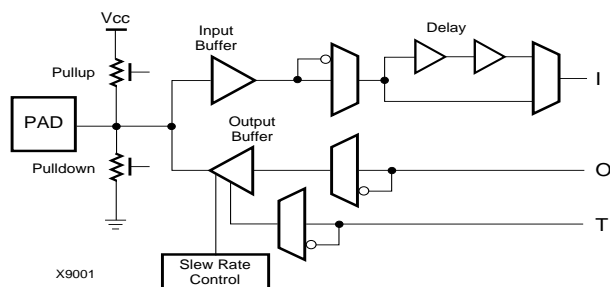 Vcc
Input
Buffer
Delay
Pullup
I
PAD
Output
Buffer
Pulldown
O
T
X9001
Slew Rate
Control